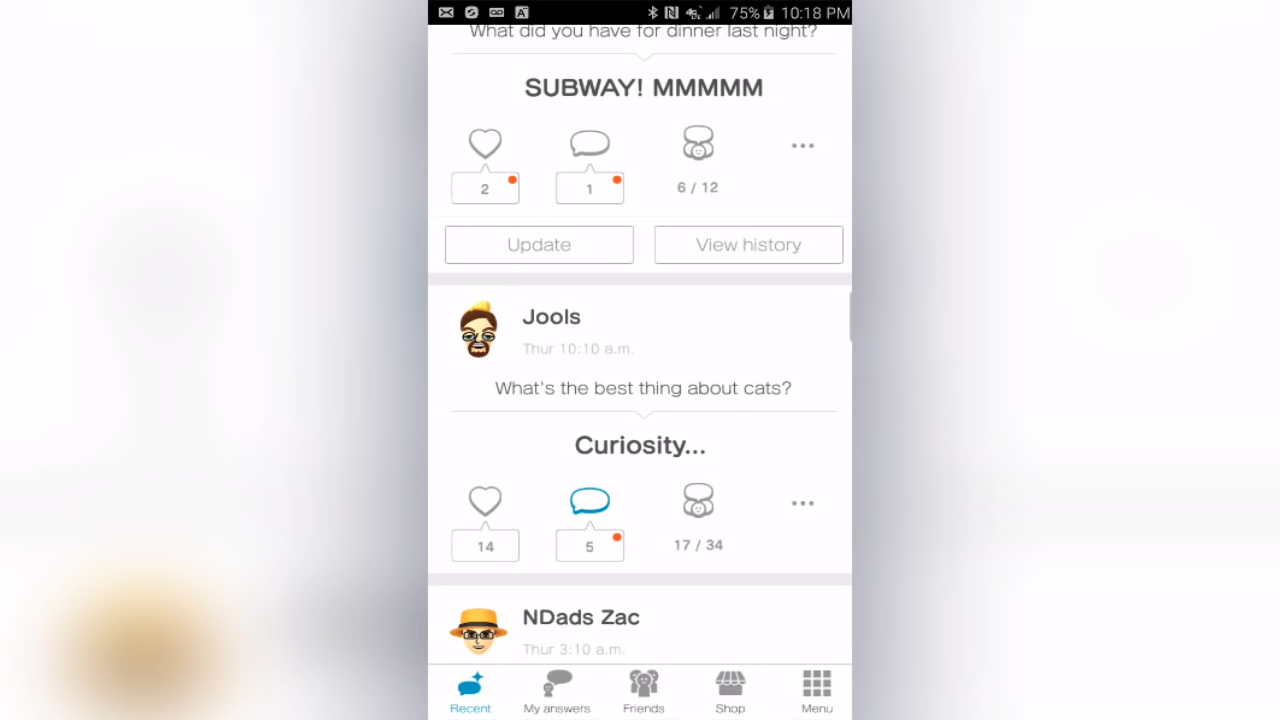 75% 10:18 PM
What did you have for dinner last night?
SUBWAY! MMMMM
2 1 6 / 12
Update View history
Jools
Thur 10:10 a.m.
What's the best thing about cats?
Curiosity...
14 5 17 / 34
NDads Zac
Thur 3:10 a.m.
Recent My answers Friends Shop Menu